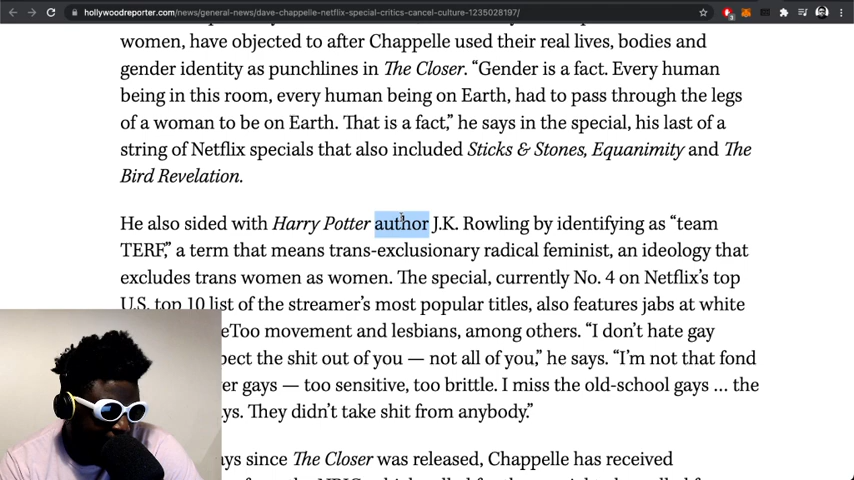 hollywoodreporter.com/news/general-news/dave-chappelle-netflix-special-critics-cancel-culture-1235028197/
women, have objected to after Chappelle used their real lives, bodies and
gender identity as punchlines in The Closer. “Gender is a fact. Every human
being in this room, every human being on Earth, had to pass through the legs
of a woman to be on Earth. That is a fact,” he says in the special, his last of a
string of Netflix specials that also included Sticks & Stones, Equanimity and The
Bird Revelation.
He also sided with Harry Potter author J.K. Rowling by identifying as “team
TERF,” a term that means trans-exclusionary radical feminist, an ideology that
excludes trans women as women. The special, currently No. 4 on Netflix’s top
U.S. top 10 list of the streamer’s most popular titles, also features jabs at white
eToo movement and lesbians, among others. “I don’t hate gay
pect the shit out of you — not all of you,” he says. “I’m not that fond
er gays — too sensitive, too brittle. I miss the old-school gays … the
ys. They didn’t take shit from anybody.”
ays since The Closer was released, Chappelle has received